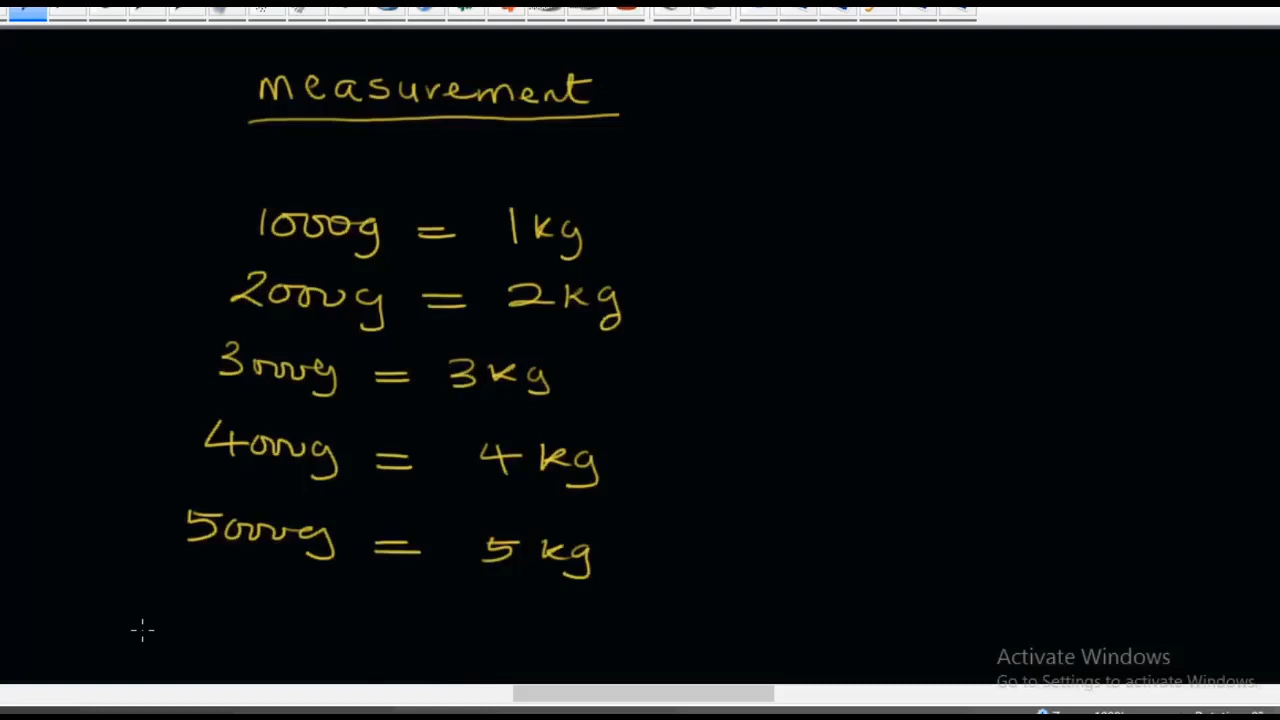 measurement
1000g = 1kg
2000g = 2kg
3000g = 3kg
4000g = 4kg
5000g = 5kg
Activate Windows
Go to Settings to activate Windows.